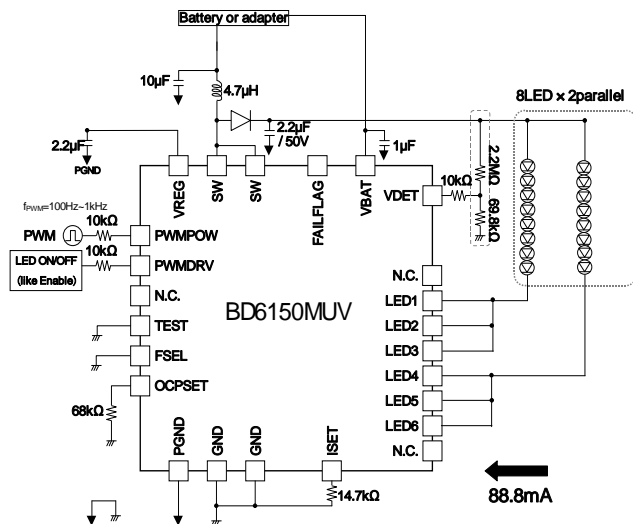 Battery or adapter
10µF
4.7µH
8LED × 2parallel
2.2µF
/ 50V
2.2µF
1µF
PGND
VREG
SW
SW
FAILFLAG
VBAT
VDET
10kΩ
2.2MΩ
69.8kΩ
fPWM=100Hz~1kHz
10kΩ
PWM
PWMPOW
10kΩ
LED ON/OFF
(like Enable)
PWMDRV
N.C.
N.C.
LED1
BD6150MUV
TEST
LED2
FSEL
LED3
OCPSET
LED4
68kΩ
LED5
LED6
PGND
GND
GND
ISET
N.C.
14.7kΩ
88.8mA